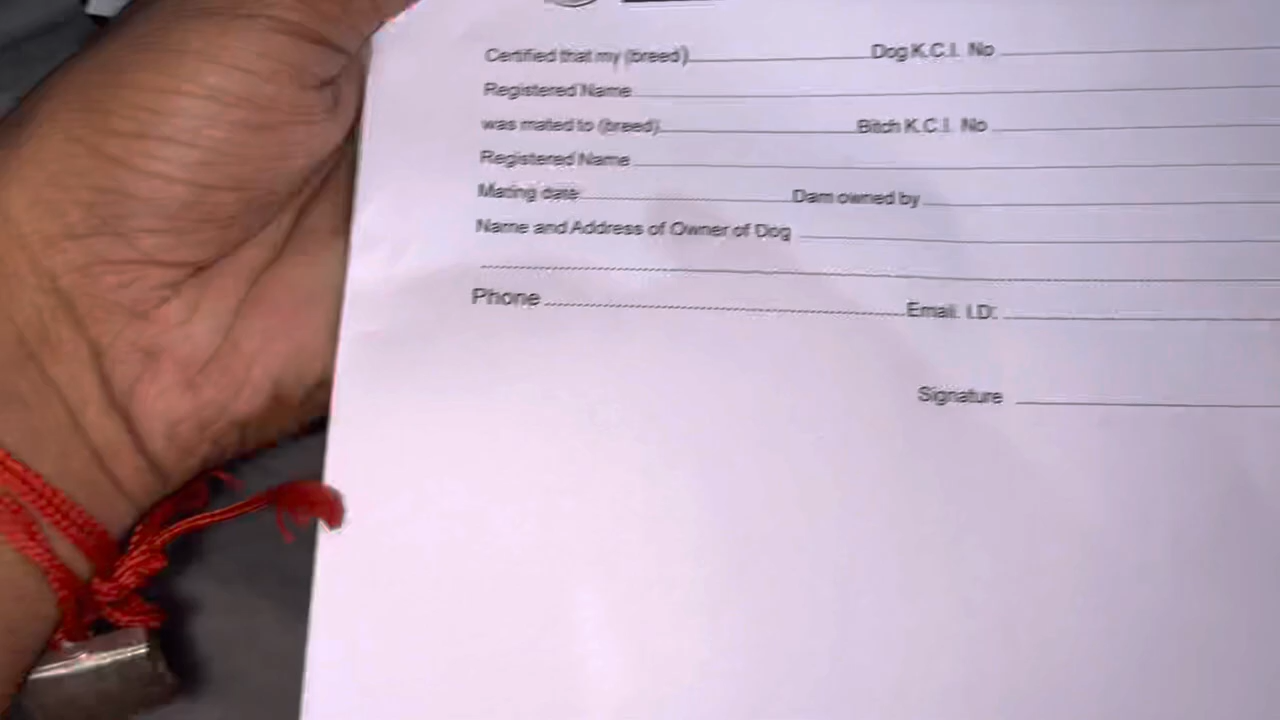 Certified that my (breed) Dog K.C.I. No
Registered Name
was mated to (breed) Bitch K.C.I. No
Registered Name
Mating date Dam owned by
Name and Address of Owner of Dog
Phone Email. I.D:
Signature